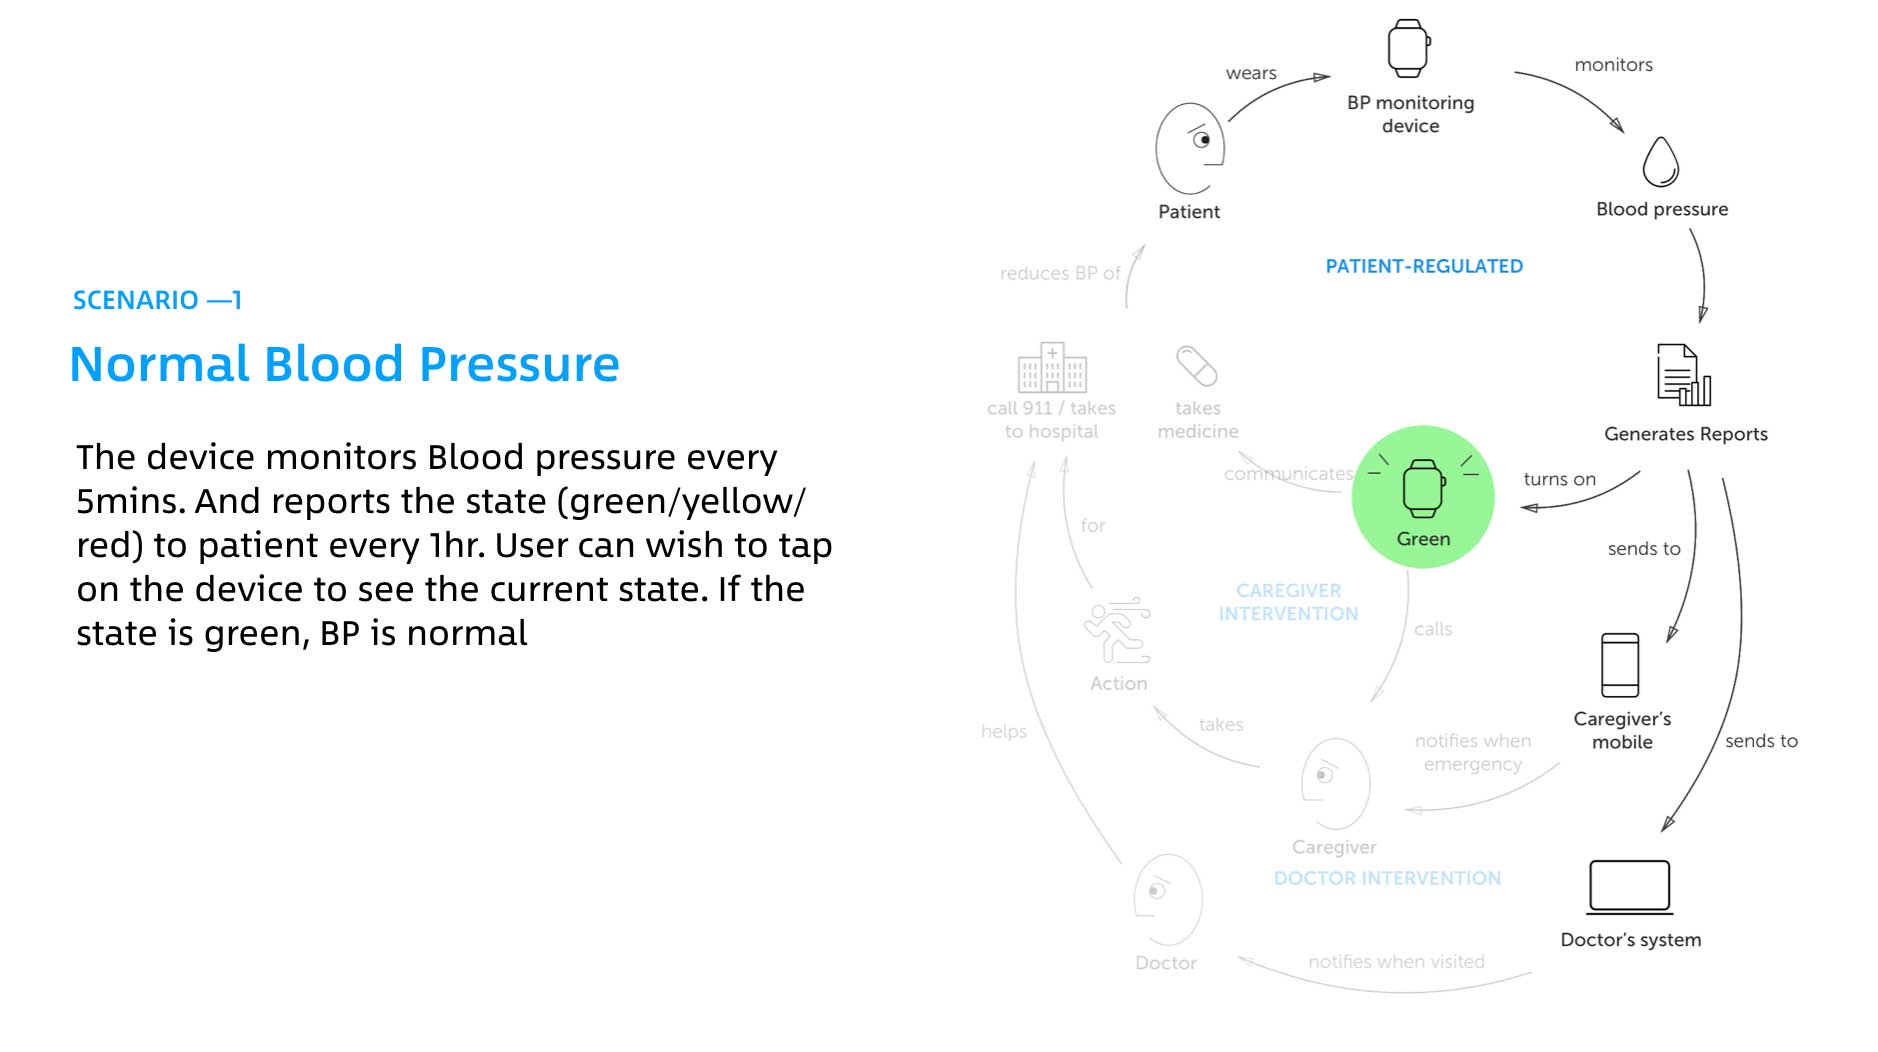 SCENARIO —1
Normal Blood Pressure
The device monitors Blood pressure every
5mins. And reports the state (green/yellow/
red) to patient every 1hr. User can wish to tap
on the device to see the current state. If the
state is green, BP is normal
wears
monitors
BP monitoring
device
Patient
Blood pressure
reduces BP of
PATIENT-REGULATED
call 911 / takes
to hospital
takes
medicine
Generates Reports
communicates
turns on
Green
for
sends to
CAREGIVER
INTERVENTION
calls
Action
helps
takes
Caregiver’s
mobile
notifies when
emergency
sends to
Caregiver
DOCTOR INTERVENTION
Doctor’s system
Doctor
notifies when visited